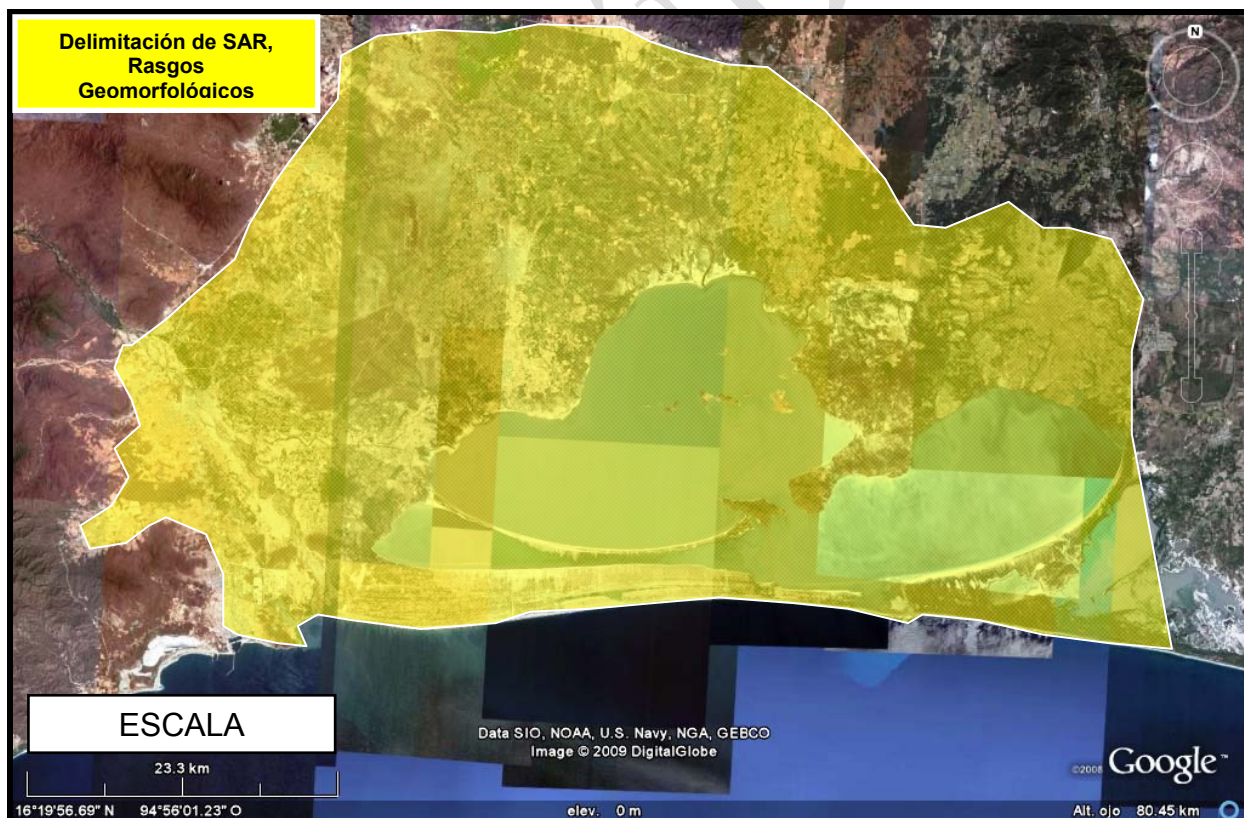 Delimitación de SAR,
Rasgos
Geomorfológicos
N
ESCALA
23.3 km
Data SIO, NOAA, U.S. Navy, NGA, GEBCO
Image © 2009 DigitalGlobe
©2008 Google™
16°19'56.69" N 94°56'01.23" O
elev. 0 m
Alt. ojo 80.45 km